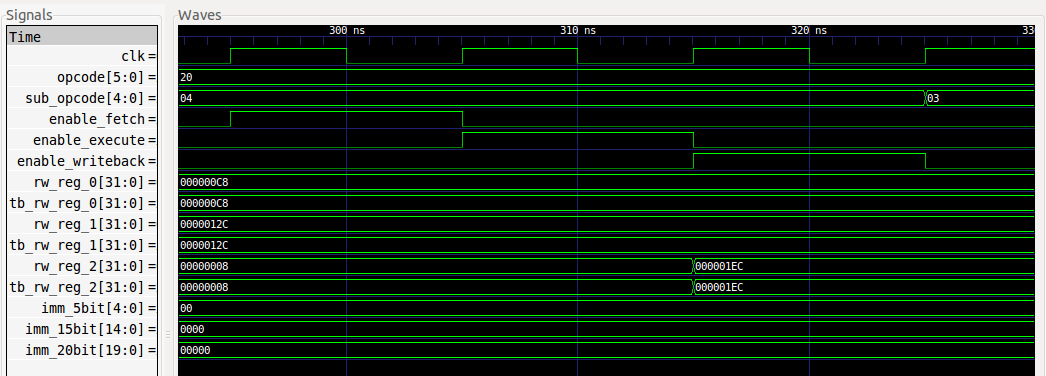 Signals
Waves
Time
300 ns
310 ns
320 ns
330
clk =
opcode[5:0] =
20
sub_opcode[4:0] =
04
03
enable_fetch =
enable_execute =
enable_writeback =
rw_reg_0[31:0] =
000000C8
tb_rw_reg_0[31:0] =
000000C8
rw_reg_1[31:0] =
0000012C
tb_rw_reg_1[31:0] =
0000012C
rw_reg_2[31:0] =
00000008
000001EC
tb_rw_reg_2[31:0] =
00000008
000001EC
imm_5bit[4:0] =
00
imm_15bit[14:0] =
0000
imm_20bit[19:0] =
00000